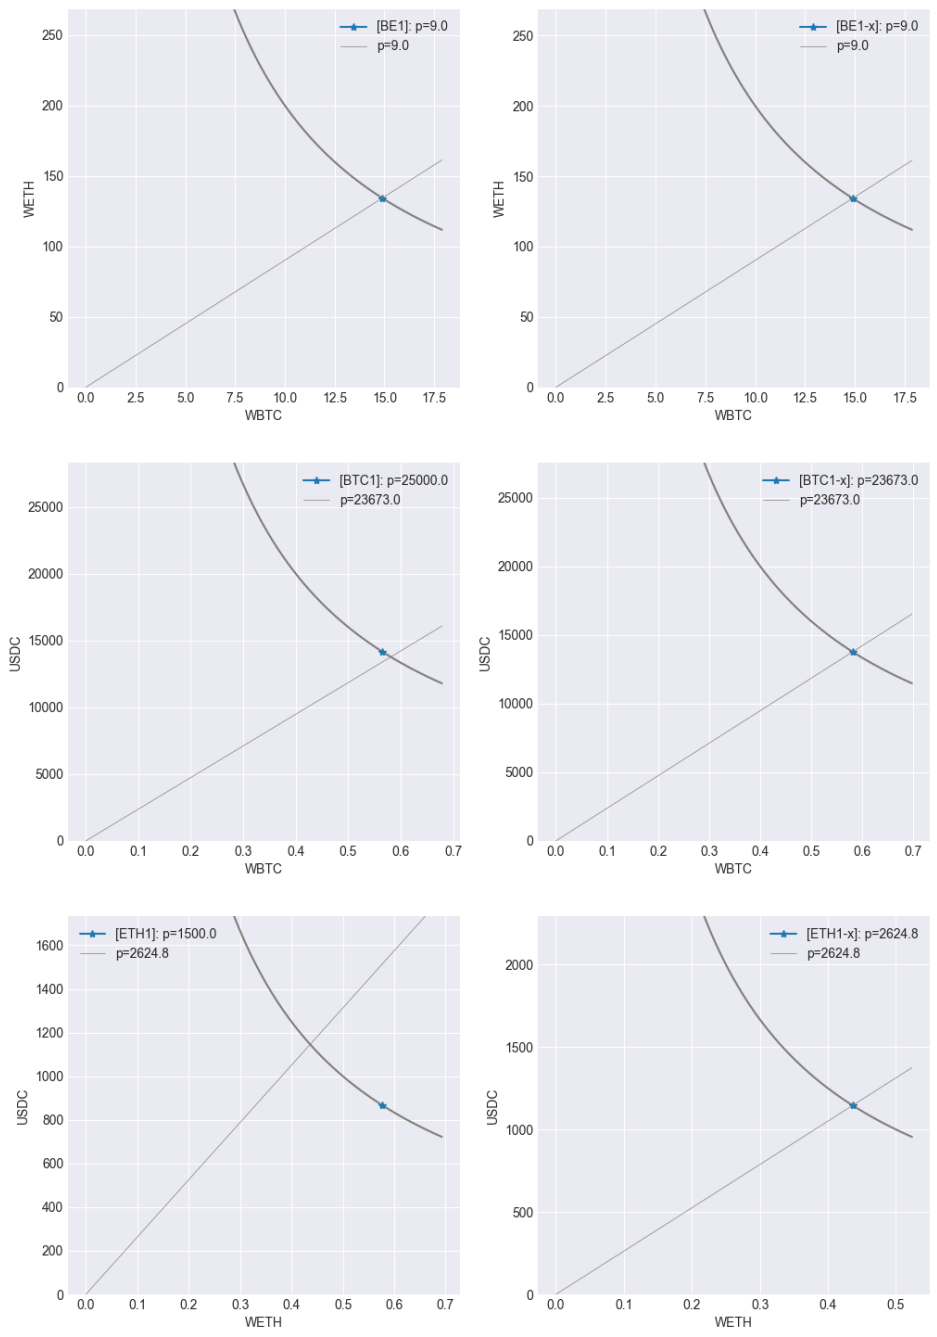 [BE1]: p=9.0
p=9.0
250
200
150
100
50
0
WETH
0.0 2.5 5.0 7.5 10.0 12.5 15.0 17.5
WBTC
[BE1-x]: p=9.0
p=9.0
250
200
150
100
50
0
WETH
0.0 2.5 5.0 7.5 10.0 12.5 15.0 17.5
WBTC
[BTC1]: p=25000.0
p=23673.0
25000
20000
15000
10000
5000
0
USDC
0.0 0.1 0.2 0.3 0.4 0.5 0.6 0.7
WBTC
[BTC1-x]: p=23673.0
p=23673.0
25000
20000
15000
10000
5000
0
USDC
0.0 0.1 0.2 0.3 0.4 0.5 0.6 0.7
WBTC
[ETH1]: p=1500.0
p=2624.8
1600
1400
1200
1000
800
600
400
200
0
USDC
0.0 0.1 0.2 0.3 0.4 0.5 0.6 0.7
WETH
[ETH1-x]: p=2624.8
p=2624.8
2000
1500
1000
500
0
USDC
0.0 0.1 0.2 0.3 0.4 0.5
WETH